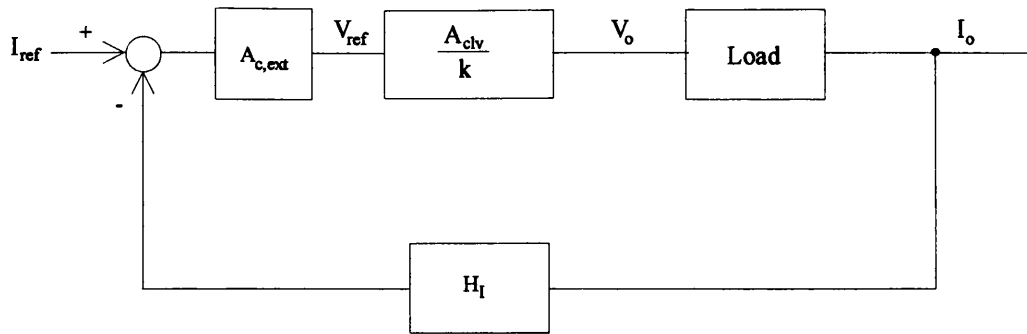 I_ref
+
-
A_c,ext
V_ref
A_clv
k
V_o
Load
I_o
H_I